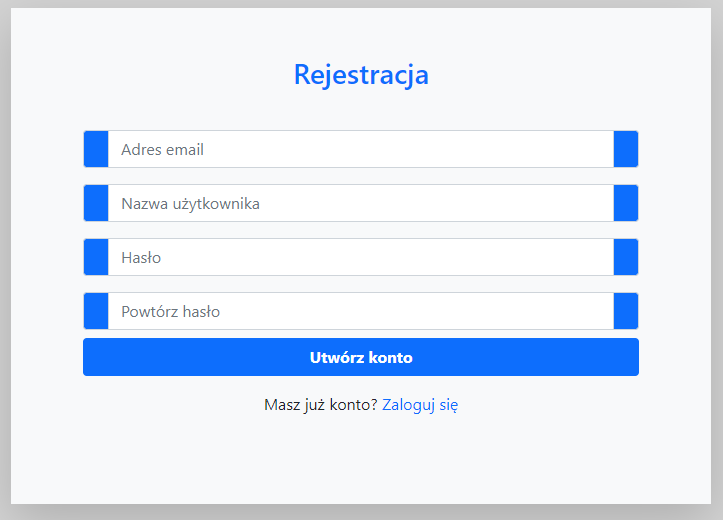 Rejestracja
Adres email
Nazwa użytkownika
Hasło
Powtórz hasło
Utwórz konto
Masz już konto? Zaloguj się